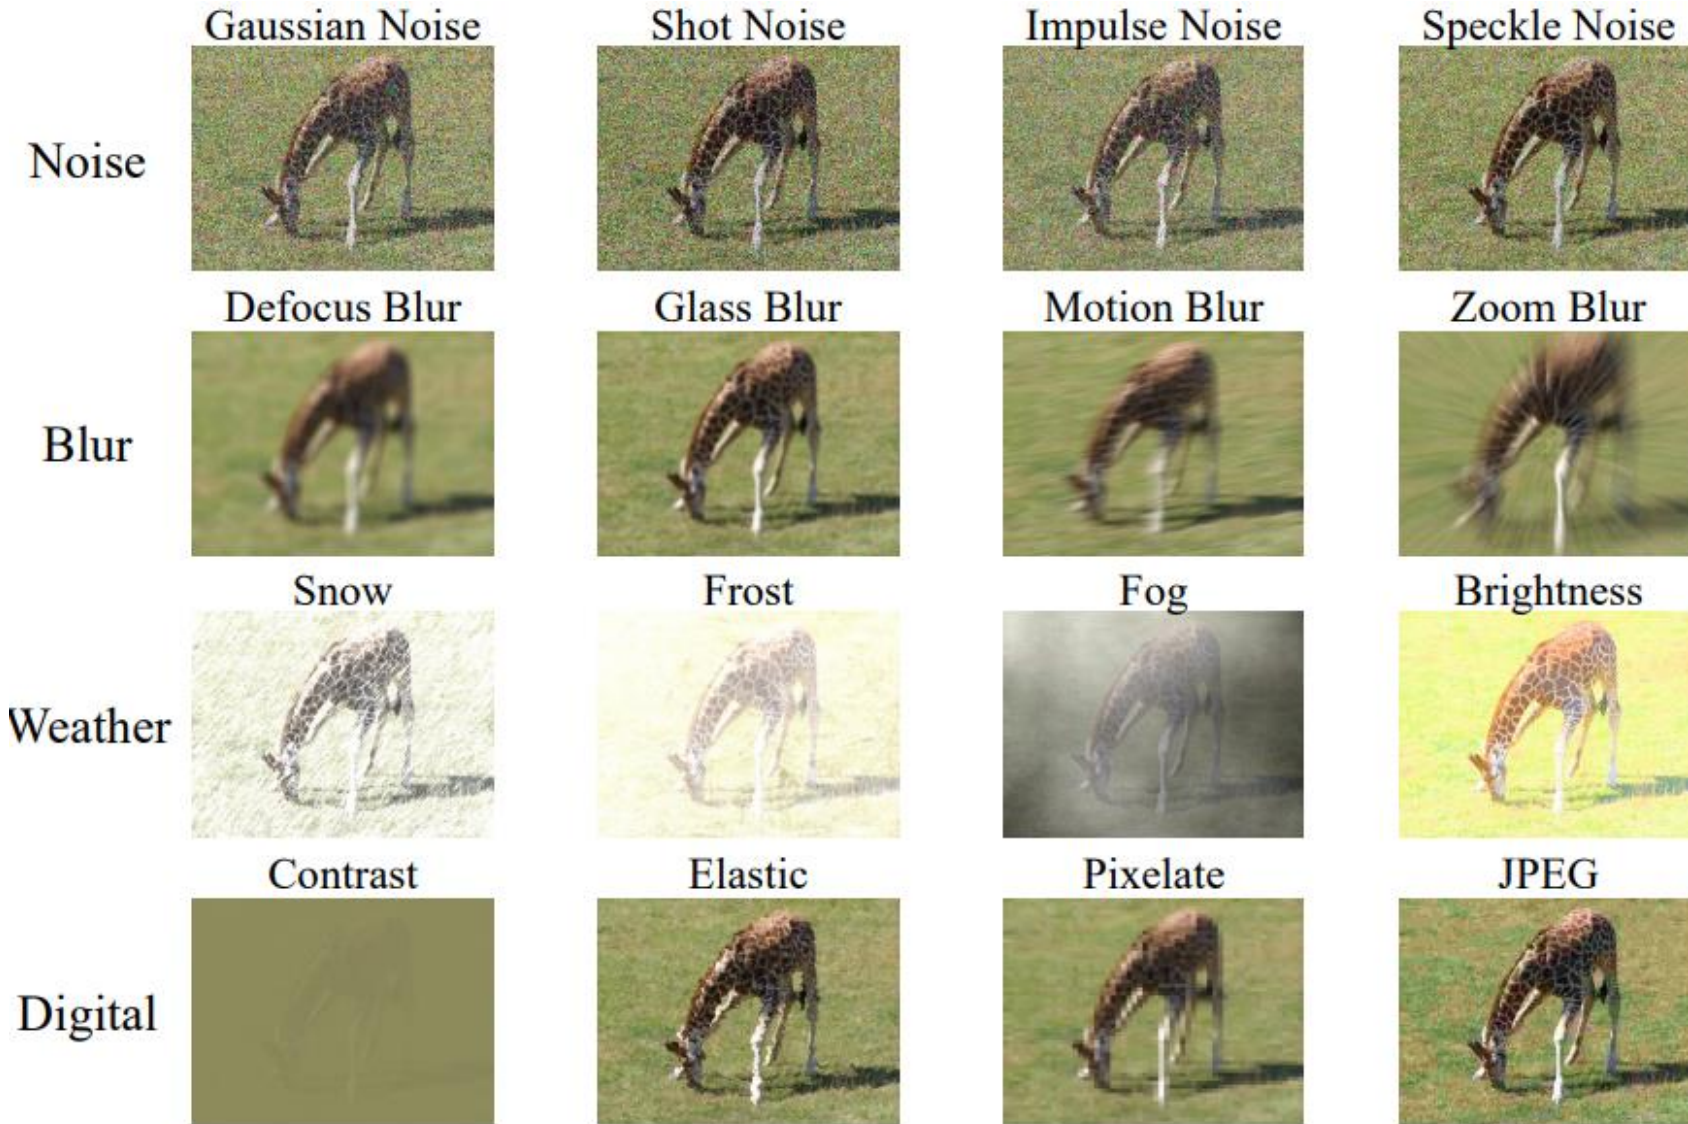 Gaussian Noise
Shot Noise
Impulse Noise
Speckle Noise
Noise
Defocus Blur
Glass Blur
Motion Blur
Zoom Blur
Blur
Snow
Frost
Fog
Brightness
Weather
Contrast
Elastic
Pixelate
JPEG
Digital